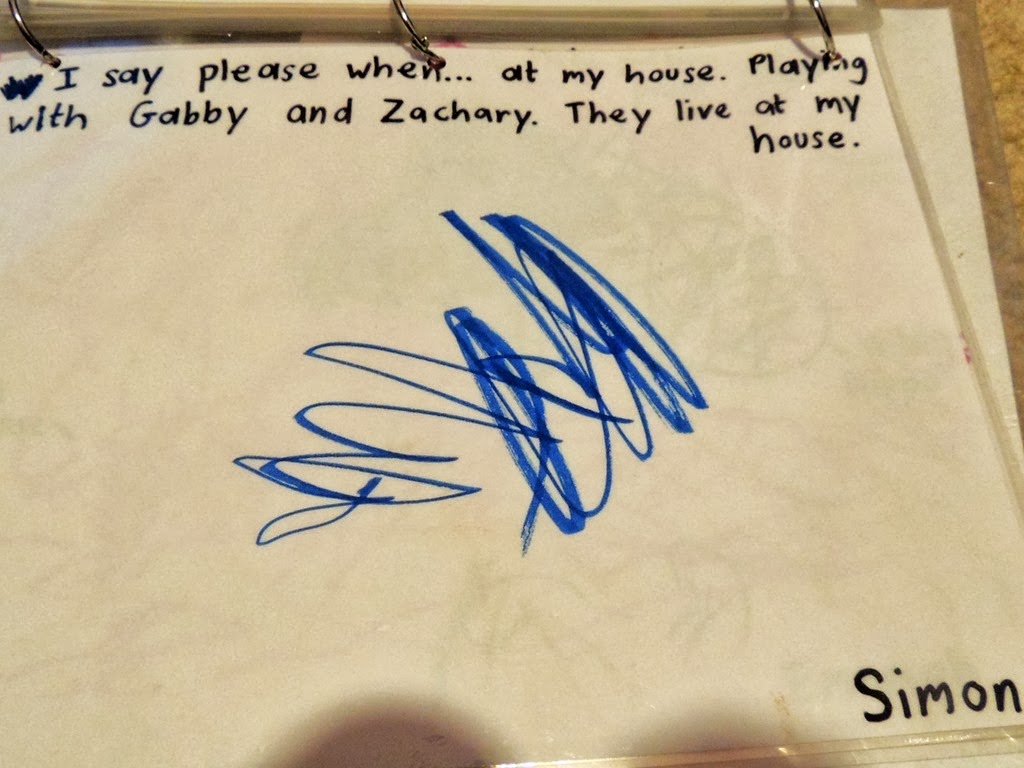 I say please when... at my house. Playing
with Gabby and Zachary. They live at my
house.
Simon